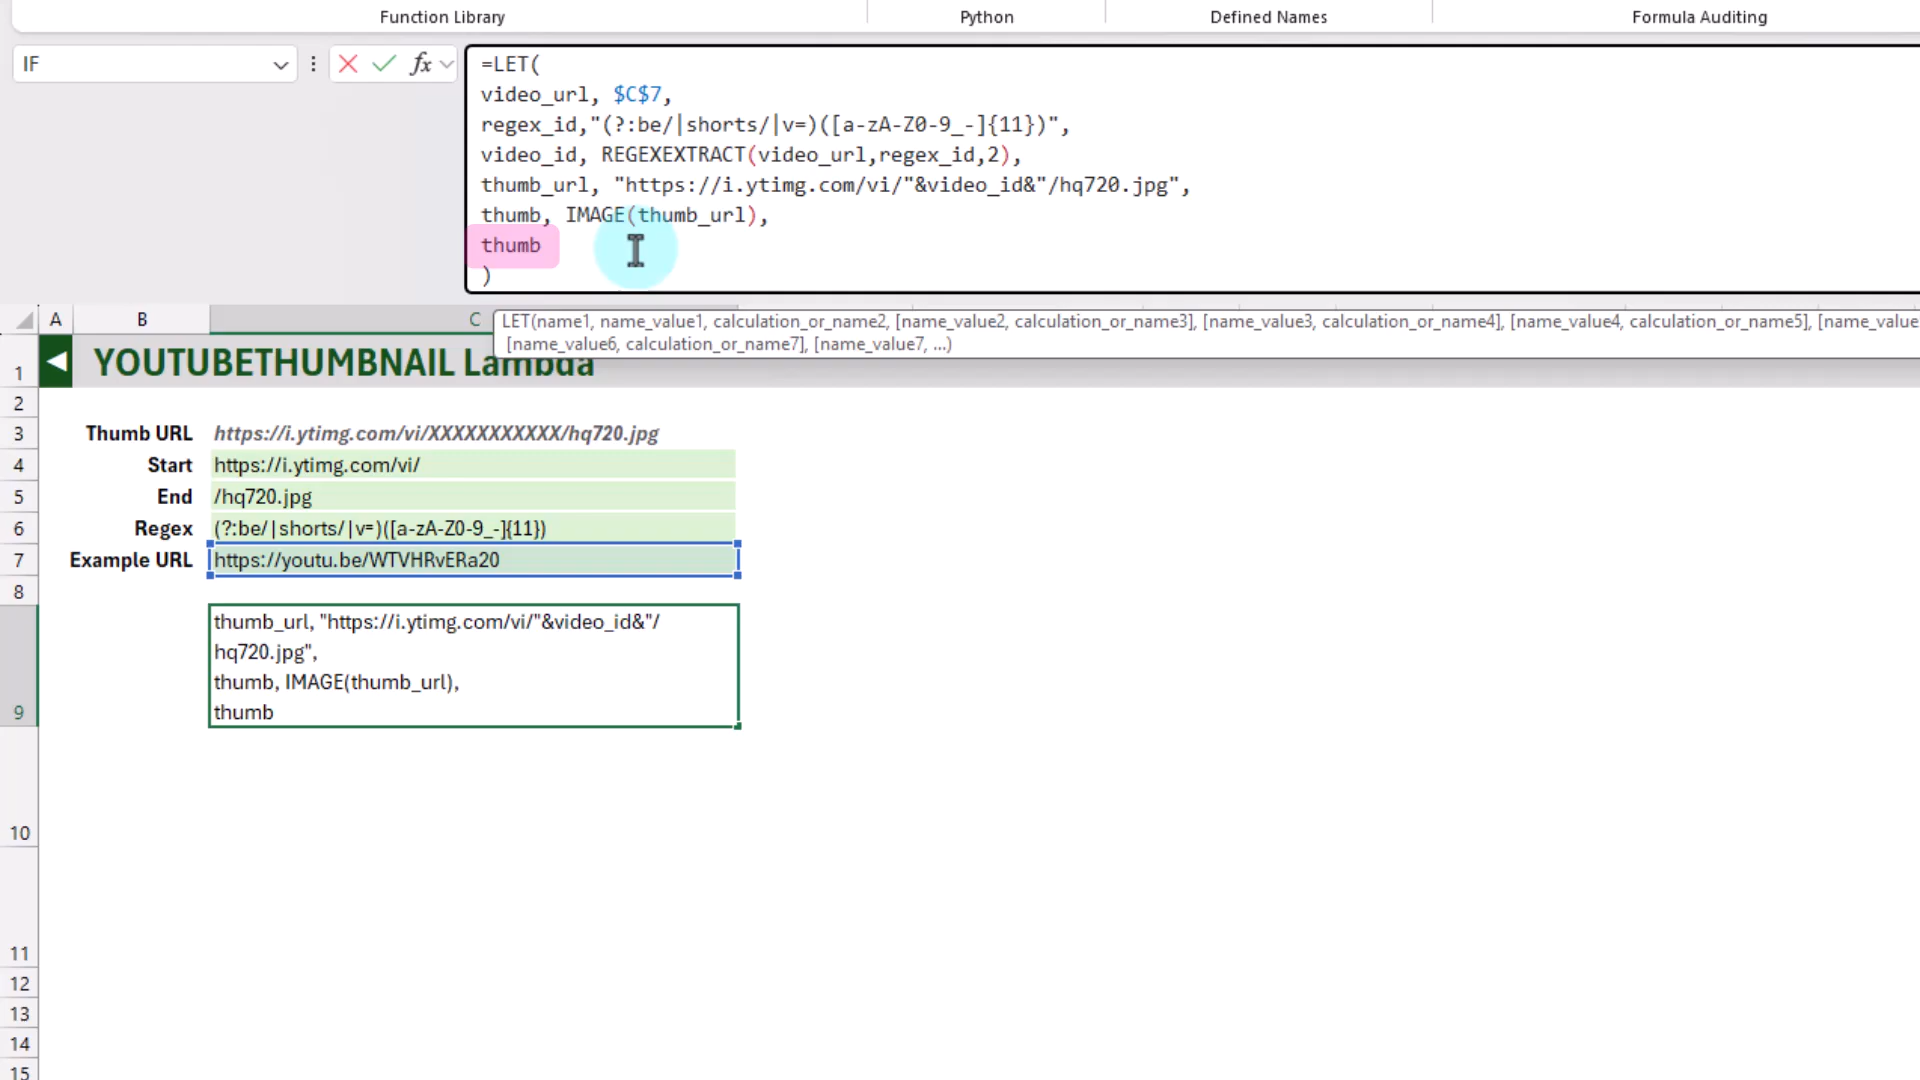 Function Library
Python
Defined Names
Formula Auditing
IF
fx
=LET(
video_url, $C$7,
regex_id,"(?:be/|shorts/|v=)([a-zA-Z0-9_-]{11})",
video_id, REGEXEXTRACT(video_url,regex_id,2),
thumb_url, "https://i.ytimg.com/vi/"&video_id&"/hq720.jpg",
thumb, IMAGE(thumb_url),
thumb
)
A B C
LET(name1, name_value1, calculation_or_name2, [name_value2, calculation_or_name3], [name_value3, calculation_or_name4], [name_value4, calculation_or_name5], [name_value
[name_value6, calculation_or_name7], [name_value7, ...)
1 YOUTUBETHUMBNAIL Lambda
2
3 Thumb URL https://i.ytimg.com/vi/XXXXXXXXXXX/hq720.jpg
4 Start https://i.ytimg.com/vi/
5 End /hq720.jpg
6 Regex (?:be/|shorts/|v=)([a-zA-Z0-9_-]{11})
7 Example URL https://youtu.be/WTVHRvERa20
8
thumb_url, "https://i.ytimg.com/vi/"&video_id&"/
hq720.jpg",
thumb, IMAGE(thumb_url),
9 thumb
10
11
12
13
14
15